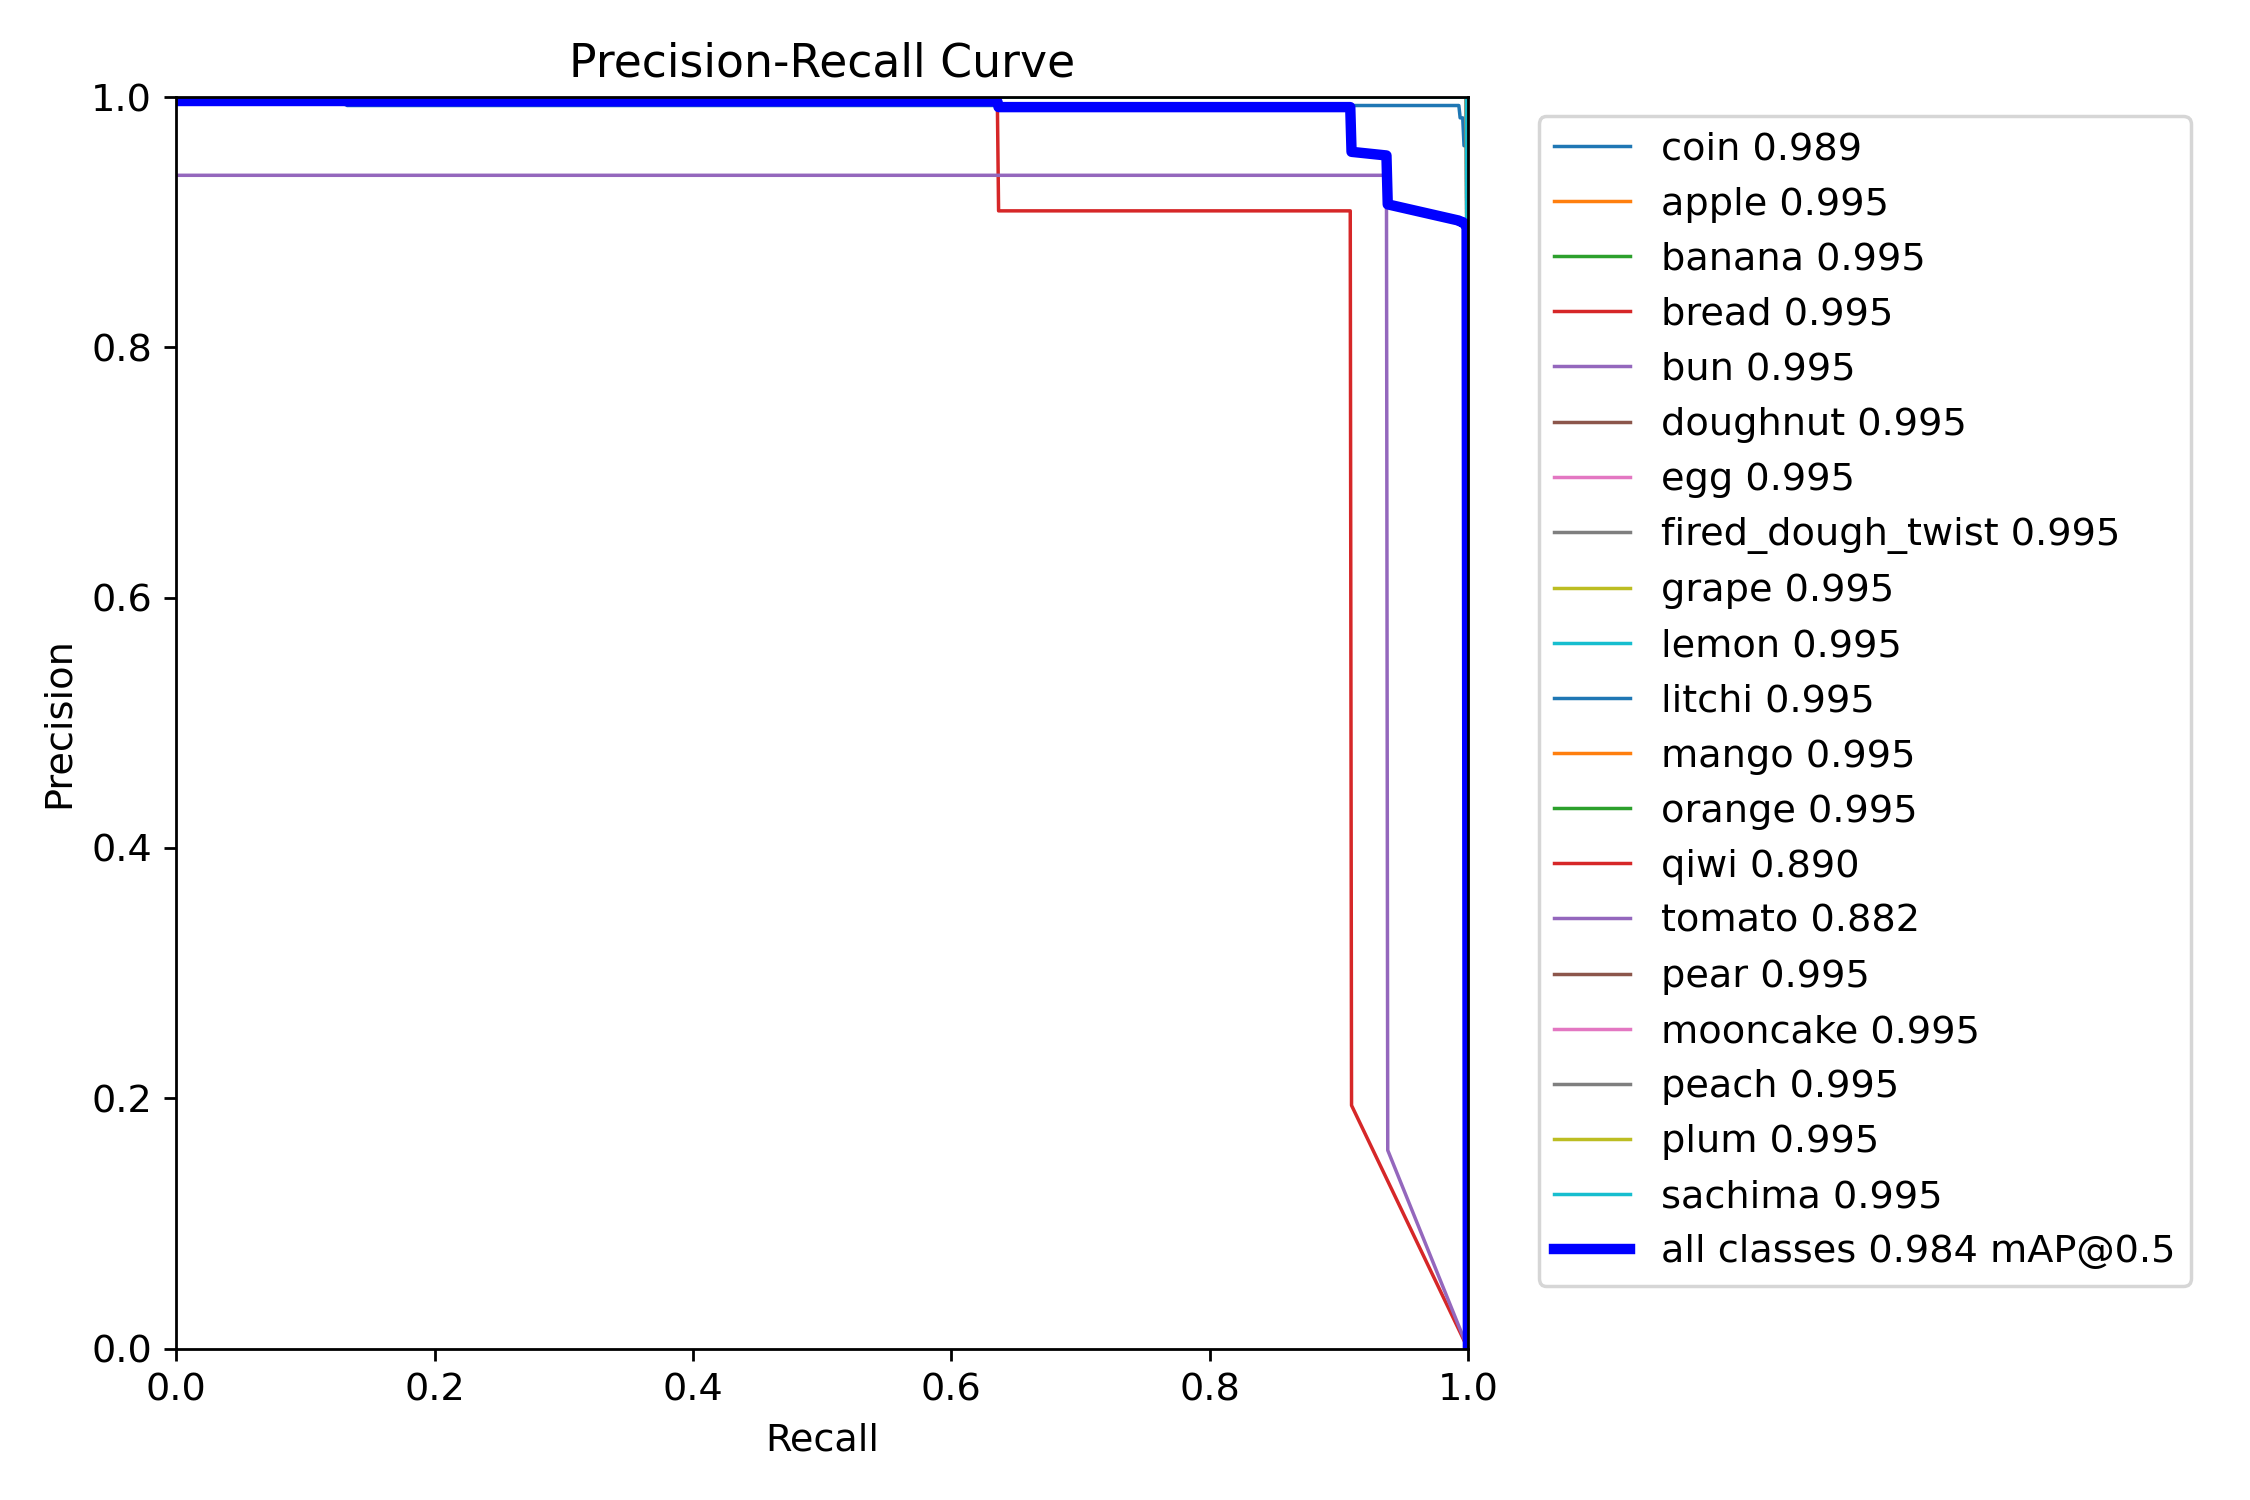 Precision-Recall Curve
1.0
0.8
0.6
0.4
0.2
0.0
Precision
0.0 0.2 0.4 0.6 0.8 1.0
Recall
coin 0.989
apple 0.995
banana 0.995
bread 0.995
bun 0.995
doughnut 0.995
egg 0.995
fired_dough_twist 0.995
grape 0.995
lemon 0.995
litchi 0.995
mango 0.995
orange 0.995
qiwi 0.890
tomato 0.882
pear 0.995
mooncake 0.995
peach 0.995
plum 0.995
sachima 0.995
all classes 0.984 mAP@0.5